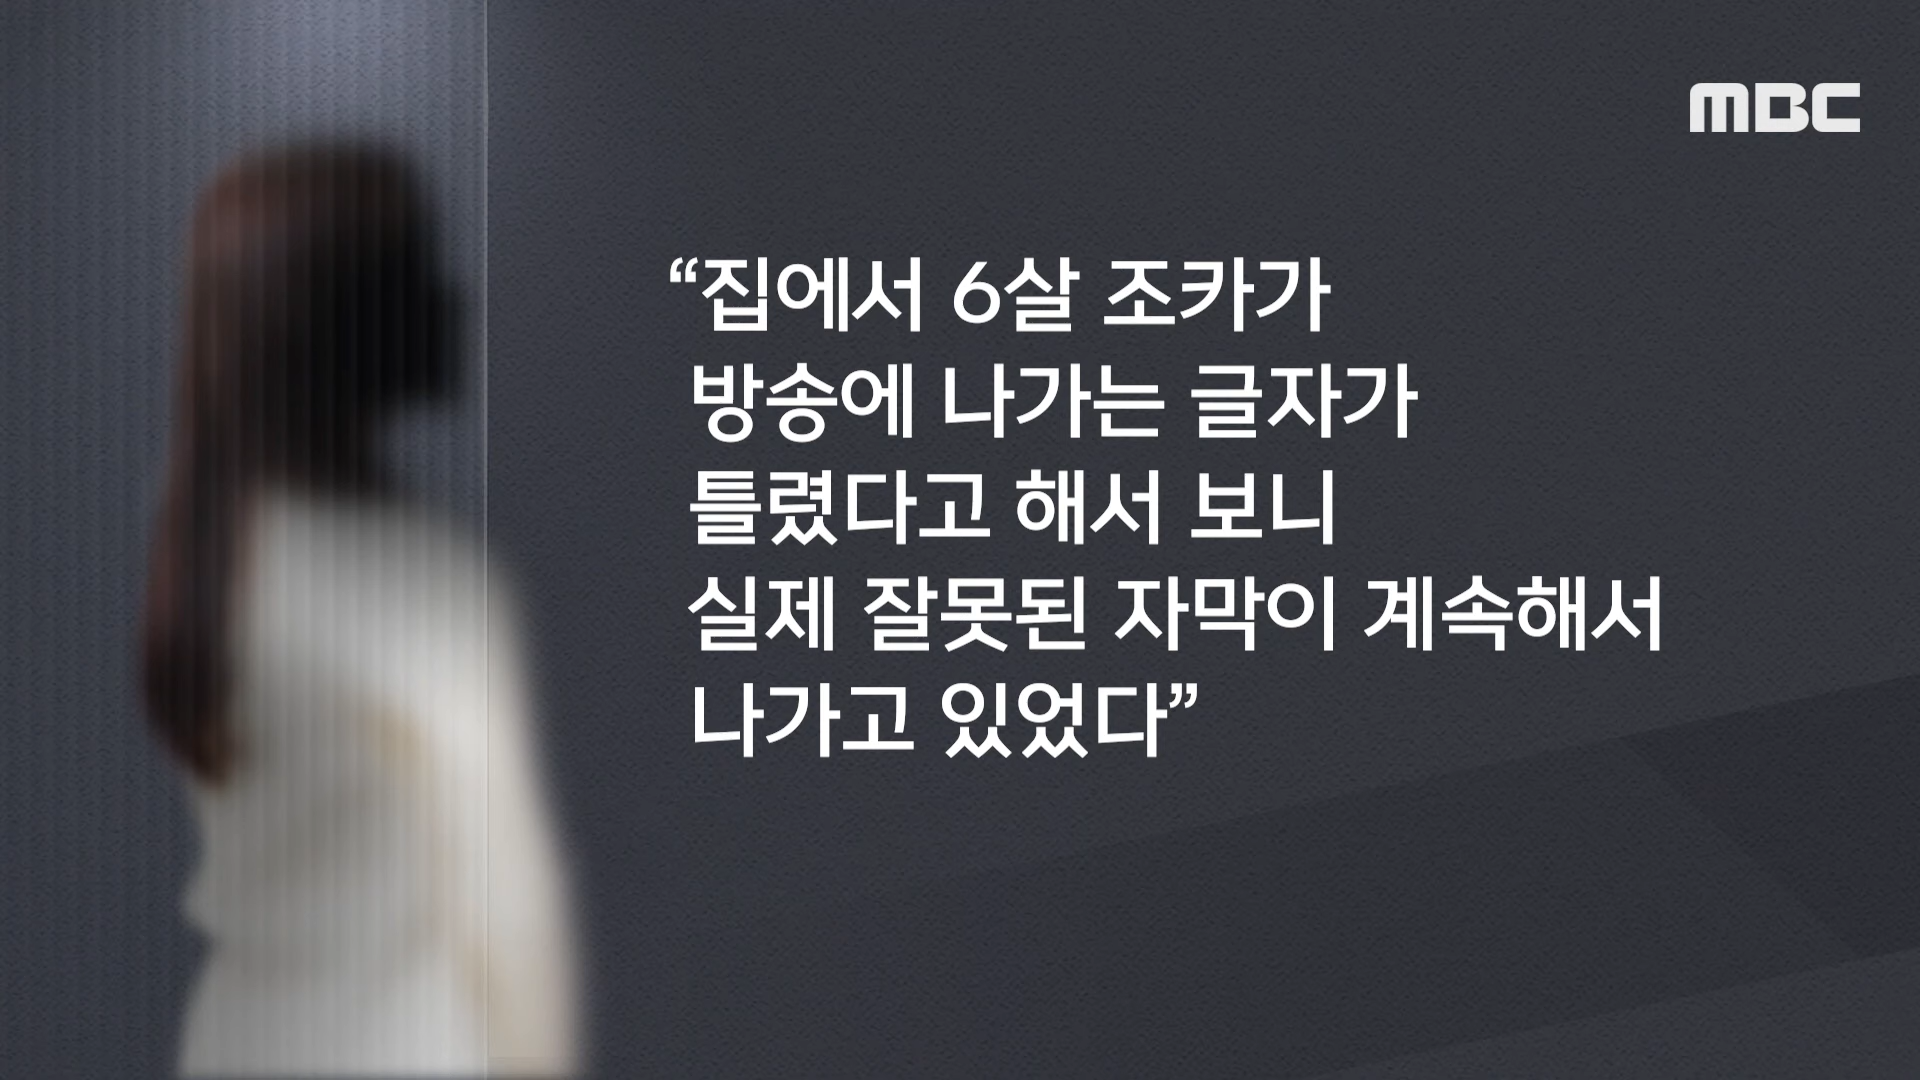 MBC
“집에서 6살 조카가
방송에 나가는 글자가
틀렸다고 해서 보니
실제 잘못된 자막이 계속해서
나가고 있었다”